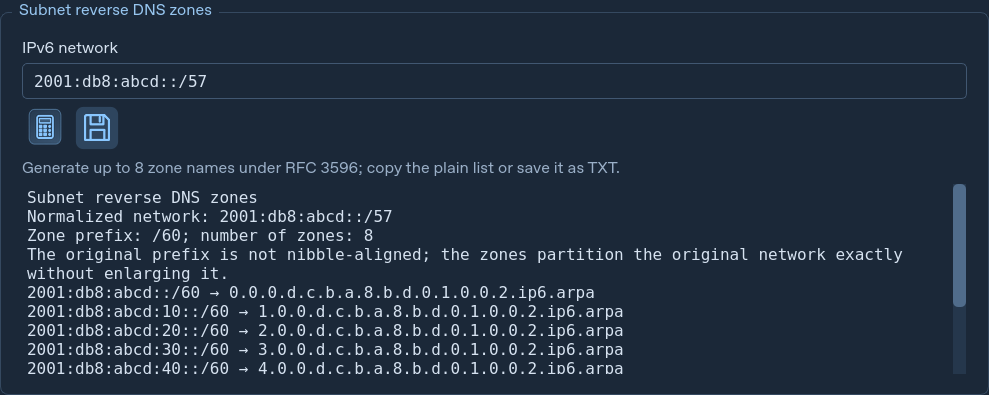 Subnet reverse DNS zones
IPv6 network
2001:db8:abcd::/57
Generate up to 8 zone names under RFC 3596; copy the plain list or save it as TXT.
Subnet reverse DNS zones
Normalized network: 2001:db8:abcd::/57
Zone prefix: /60; number of zones: 8
The original prefix is not nibble-aligned; the zones partition the original network exactly
without enlarging it.
2001:db8:abcd::/60 → 0.0.0.d.c.b.a.8.b.d.0.1.0.0.2.ip6.arpa
2001:db8:abcd:10::/60 → 1.0.0.d.c.b.a.8.b.d.0.1.0.0.2.ip6.arpa
2001:db8:abcd:20::/60 → 2.0.0.d.c.b.a.8.b.d.0.1.0.0.2.ip6.arpa
2001:db8:abcd:30::/60 → 3.0.0.d.c.b.a.8.b.d.0.1.0.0.2.ip6.arpa
2001:db8:abcd:40::/60 → 4.0.0.d.c.b.a.8.b.d.0.1.0.0.2.ip6.arpa